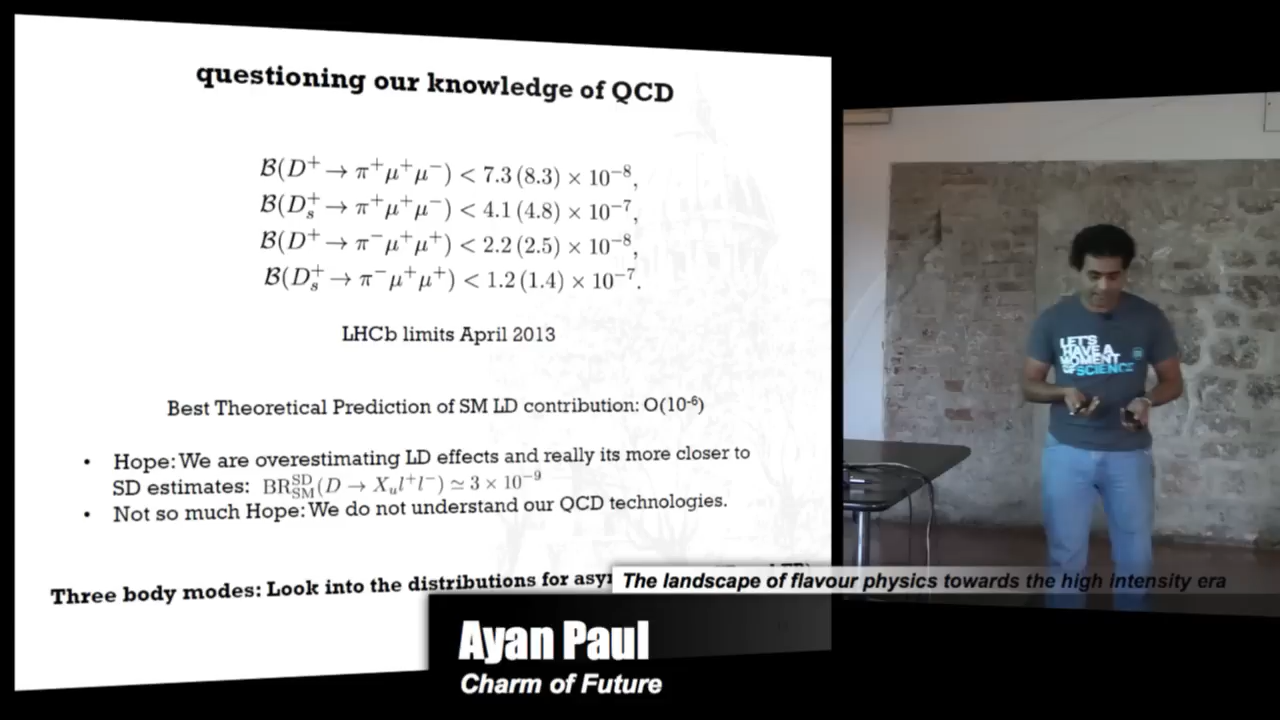 questioning our knowledge of QCD
B(D⁺ → π⁺μ⁺μ⁻) < 7.3 (8.3) × 10⁻⁸,
B(Dₛ⁺ → π⁺μ⁺μ⁻) < 4.1 (4.8) × 10⁻⁷,
B(D⁺ → π⁻μ⁺μ⁺) < 2.2 (2.5) × 10⁻⁸,
B(Dₛ⁺ → π⁻μ⁺μ⁺) < 1.2 (1.4) × 10⁻⁷.
LHCb limits April 2013
Best Theoretical Prediction of SM LD contribution: O(10⁻⁶)
• Hope: We are overestimating LD effects and really its more closer to
SD estimates: BR^SD_SM(D → Xᵤl⁺l⁻) ≃ 3 × 10⁻⁹
• Not so much Hope: We do not understand our QCD technologies.
Three body modes: Look into the distributions for
LET'S
HAVE A
MOMENT
OF SCIENCE
The landscape of flavour physics towards the high intensity era
Ayan Paul
Charm of Future